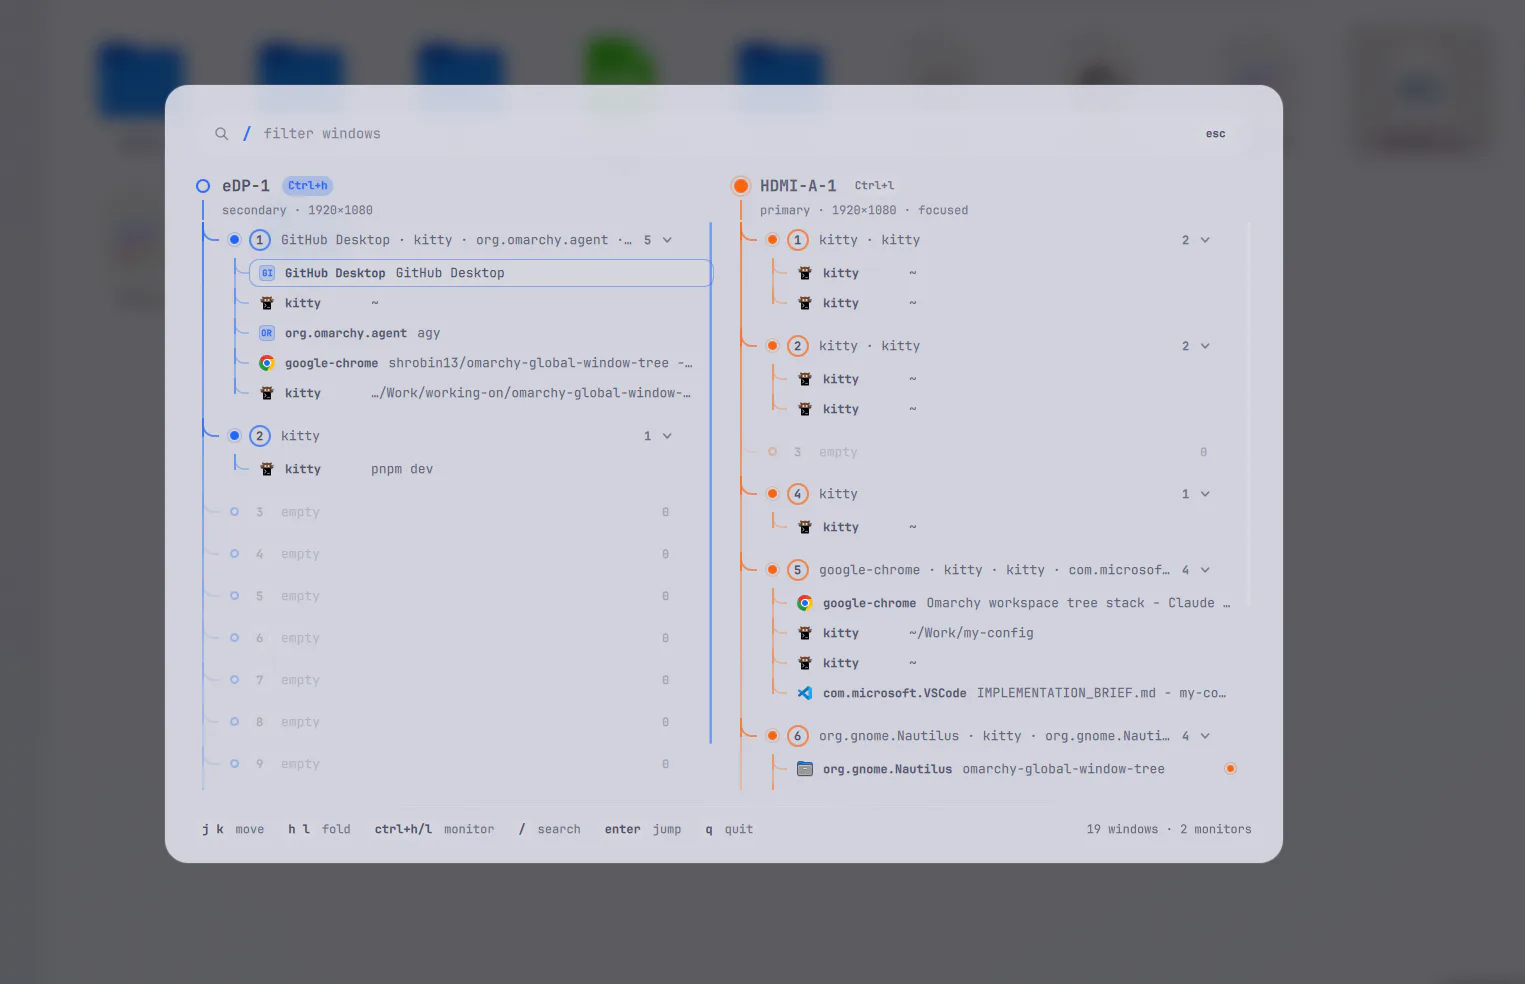 / filter windows
esc
eDP-1 Ctrl+h
secondary · 1920×1080
1 GitHub Desktop · kitty · org.omarchy.agent ·… 5
GI GitHub Desktop GitHub Desktop
kitty ~
OR org.omarchy.agent agy
google-chrome shrobin13/omarchy-global-window-tree -…
kitty …/Work/working-on/omarchy-global-window-…
2 kitty 1
kitty pnpm dev
3 empty 0
4 empty 0
5 empty 0
6 empty 0
7 empty 0
8 empty 0
9 empty 0
HDMI-A-1 Ctrl+l
primary · 1920×1080 · focused
1 kitty · kitty 2
kitty ~
kitty ~
2 kitty · kitty 2
kitty ~
kitty ~
3 empty 0
4 kitty 1
kitty ~
5 google-chrome · kitty · kitty · com.microsof… 4
google-chrome Omarchy workspace tree stack - Claude …
kitty ~/Work/my-config
kitty ~
com.microsoft.VSCode IMPLEMENTATION_BRIEF.md - my-co…
6 org.gnome.Nautilus · kitty · org.gnome.Nauti… 4
org.gnome.Nautilus omarchy-global-window-tree
j k move h l fold ctrl+h/l monitor / search enter jump q quit
19 windows · 2 monitors